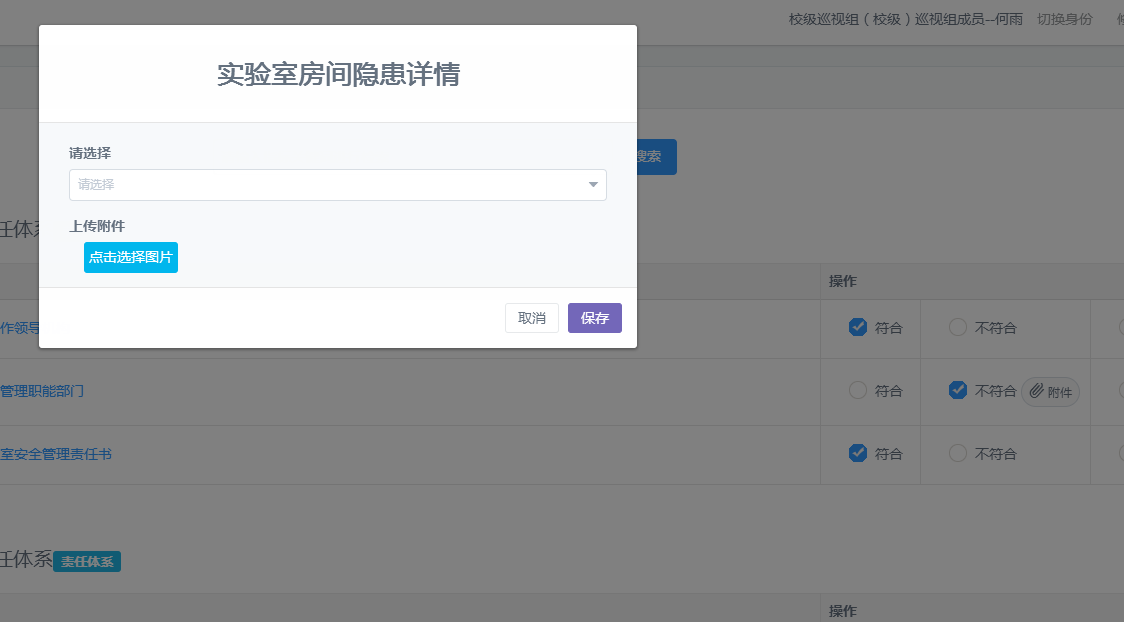 校级巡视组（校级）巡视组成员--何雨 切换身份
实验室房间隐患详情
请选择
请选择
搜索
上传附件
任体系
点击选择图片
操作
取消 保存
作领导
符合 不符合
管理职能部门
符合 不符合 附件
室安全管理责任书
符合 不符合
任体系 责任体系
操作